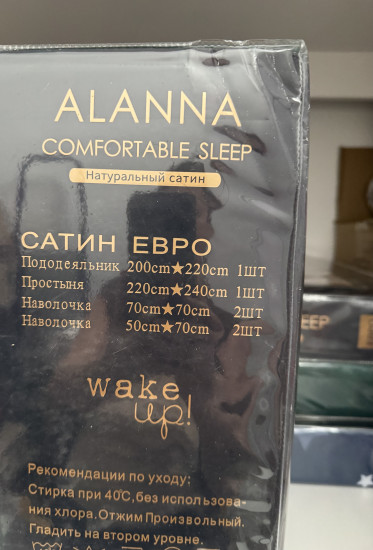 ALANNA
COMFORTABLE SLEEP
Натуральный сатин
САТИН ЕВРО
Пододеяльник 200cm★220cm 1ШТ
Простыня 220cm★240cm 1ШТ
Наволочка 70cm★70cm 2ШТ
Наволочка 50cm★70cm 2ШТ
wake
up!
Рекомендации по уходу:
Стирка при 40℃, без использова-
ния хлора. Отжим Произвольный.
Гладить на втором уровне.
EEP